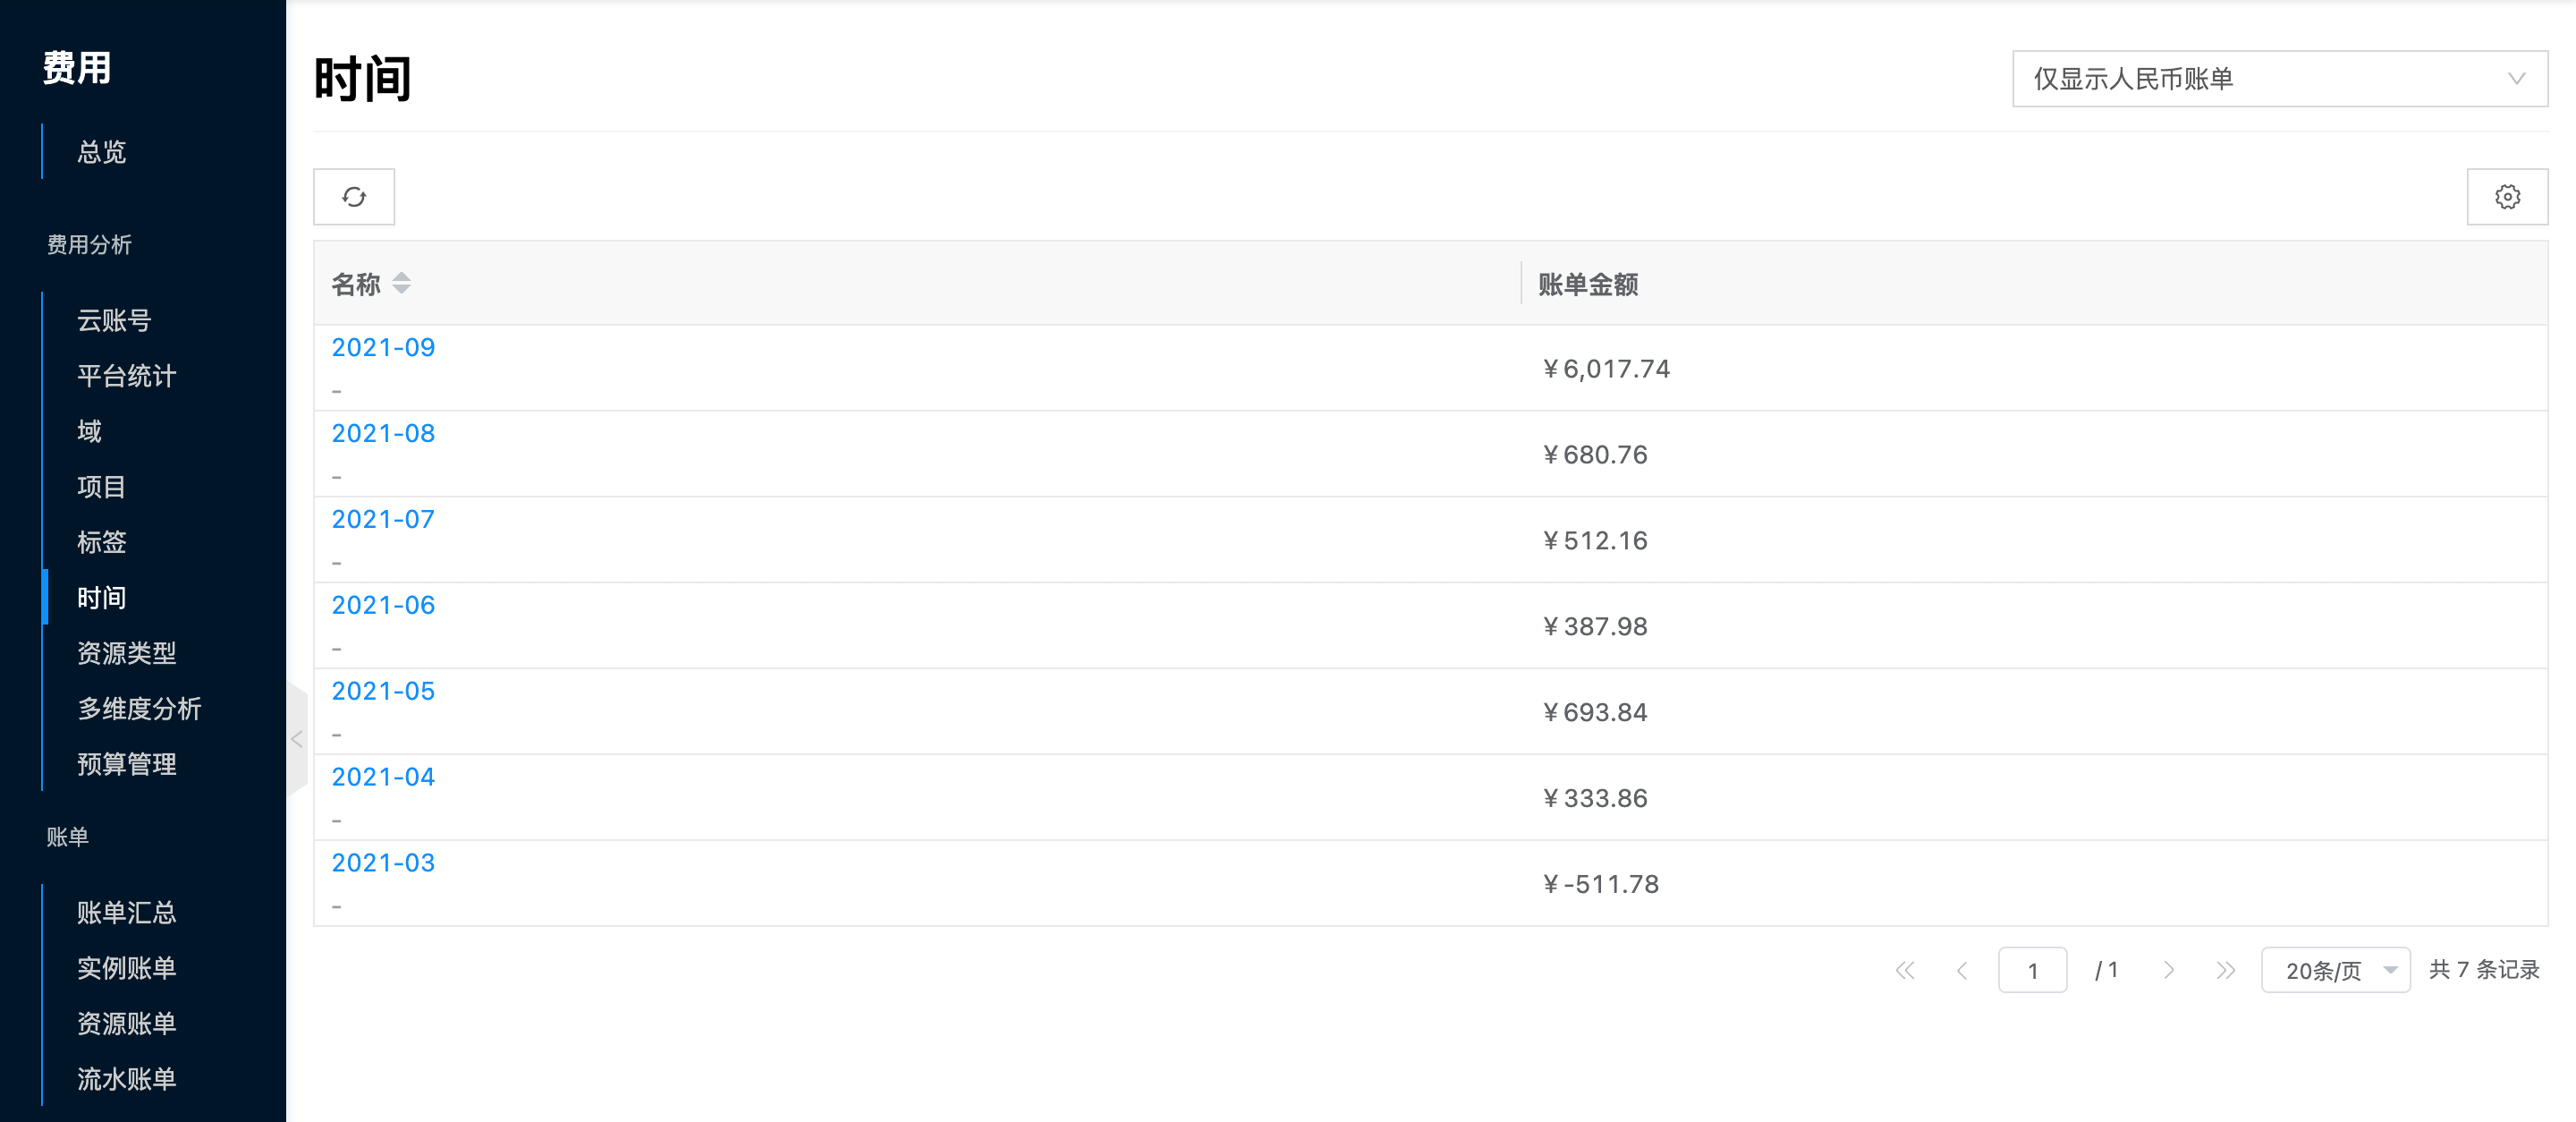 费用
总览
费用分析
云账号
平台统计
域
项目
标签
时间
资源类型
多维度分析
预算管理
账单
账单汇总
实例账单
资源账单
流水账单
时间
仅显示人民币账单
名称 账单金额
2021-09
-
¥6,017.74
2021-08
-
¥680.76
2021-07
-
¥512.16
2021-06
-
¥387.98
2021-05
-
¥693.84
2021-04
-
¥333.86
2021-03
-
¥-511.78
1 / 1 20条/页 共 7 条记录